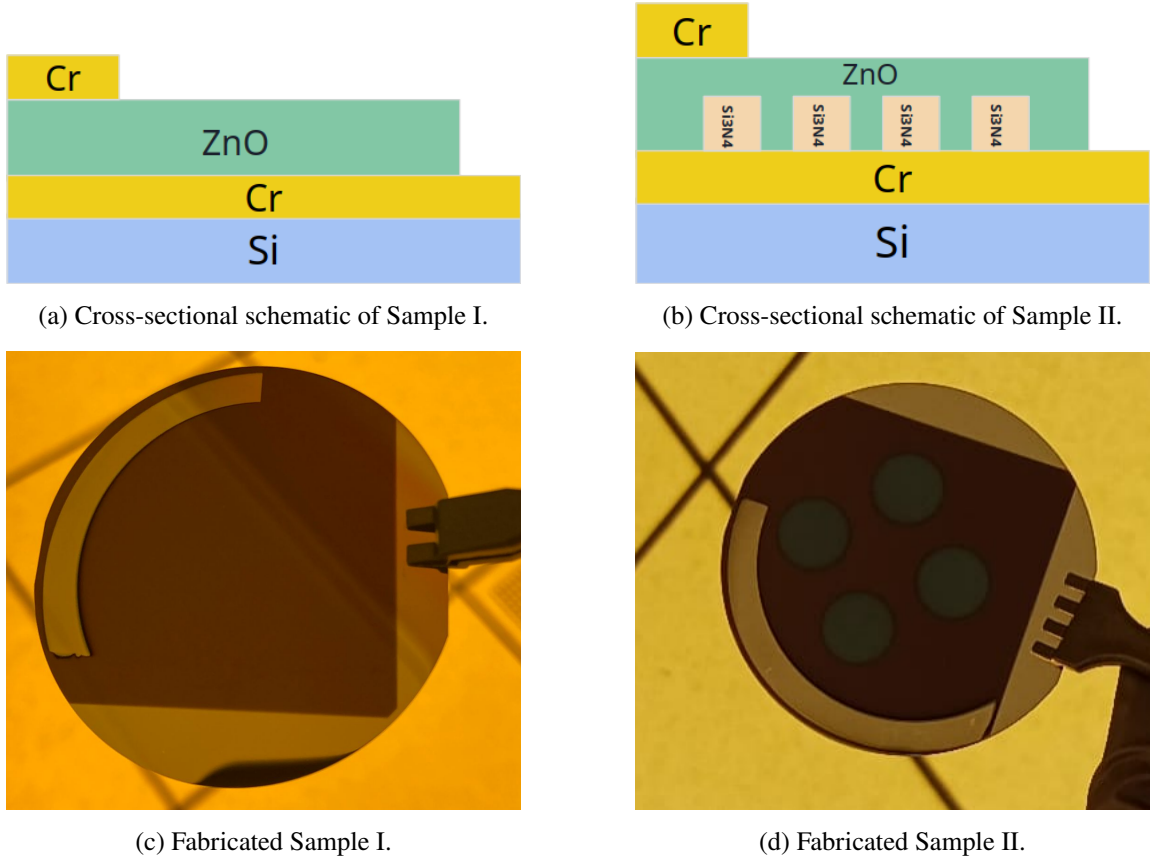 Cr
ZnO
Cr
Si
(a) Cross-sectional schematic of Sample I.
Cr
ZnO
Si3N4
Si3N4
Si3N4
Si3N4
Cr
Si
(b) Cross-sectional schematic of Sample II.
(c) Fabricated Sample I.
(d) Fabricated Sample II.